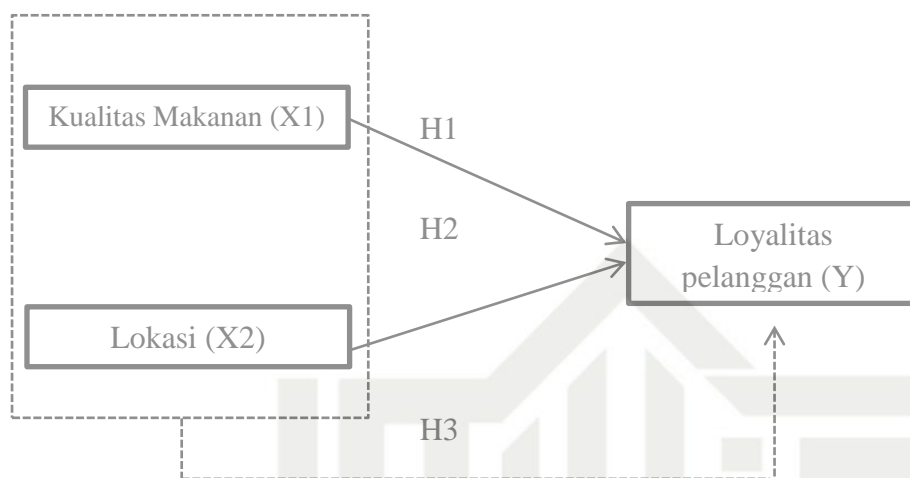 Kualitas Makanan (X1)
H1
H2
Loyalitas
pelanggan (Y)
Lokasi (X2)
H3